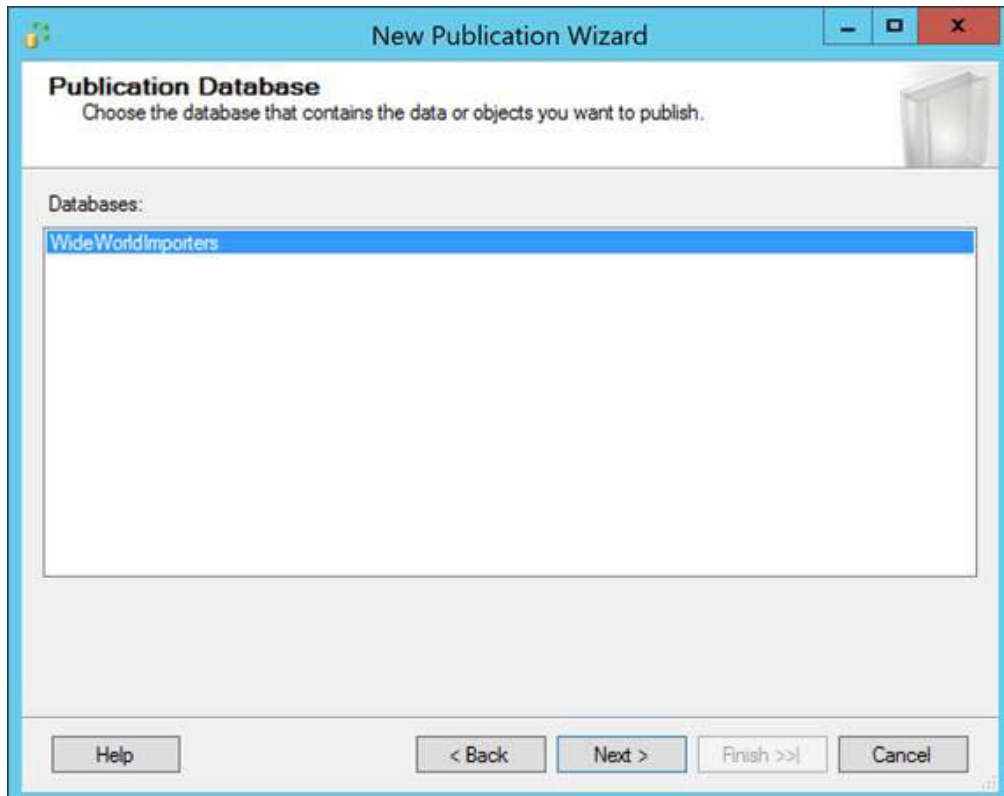 New Publication Wizard
Publication Database
Choose the database that contains the data or objects you want to publish.
Databases:
WideWorldImporters
Help
< Back
Next >
Finish >>|
Cancel